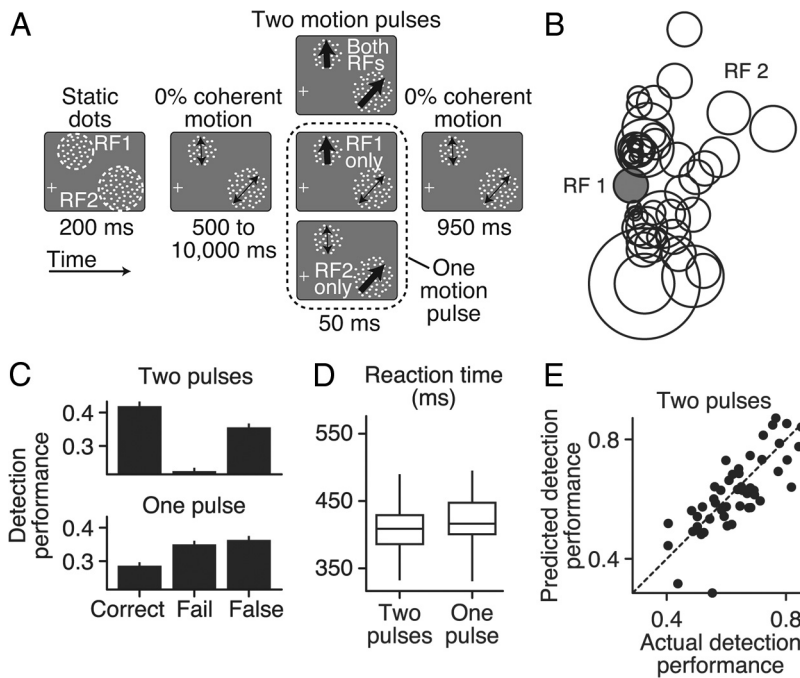 A
Two motion pulses
Both
RFs
Static
dots
0% coherent
motion
0% coherent
motion
RF1
RF2
RF1
only
RF2
only
200 ms
500 to
10,000 ms
950 ms
Time
One
motion
pulse
50 ms
B
RF 2
RF 1
C
Two pulses
0.4
0.3
One pulse
0.4
0.3
Detection
performance
Correct
Fail
False
D
Reaction time
(ms)
550
450
350
Two
pulses
One
pulse
E
Two pulses
Predicted detection
performance
0.8
0.4
0.4
0.8
Actual detection
performance